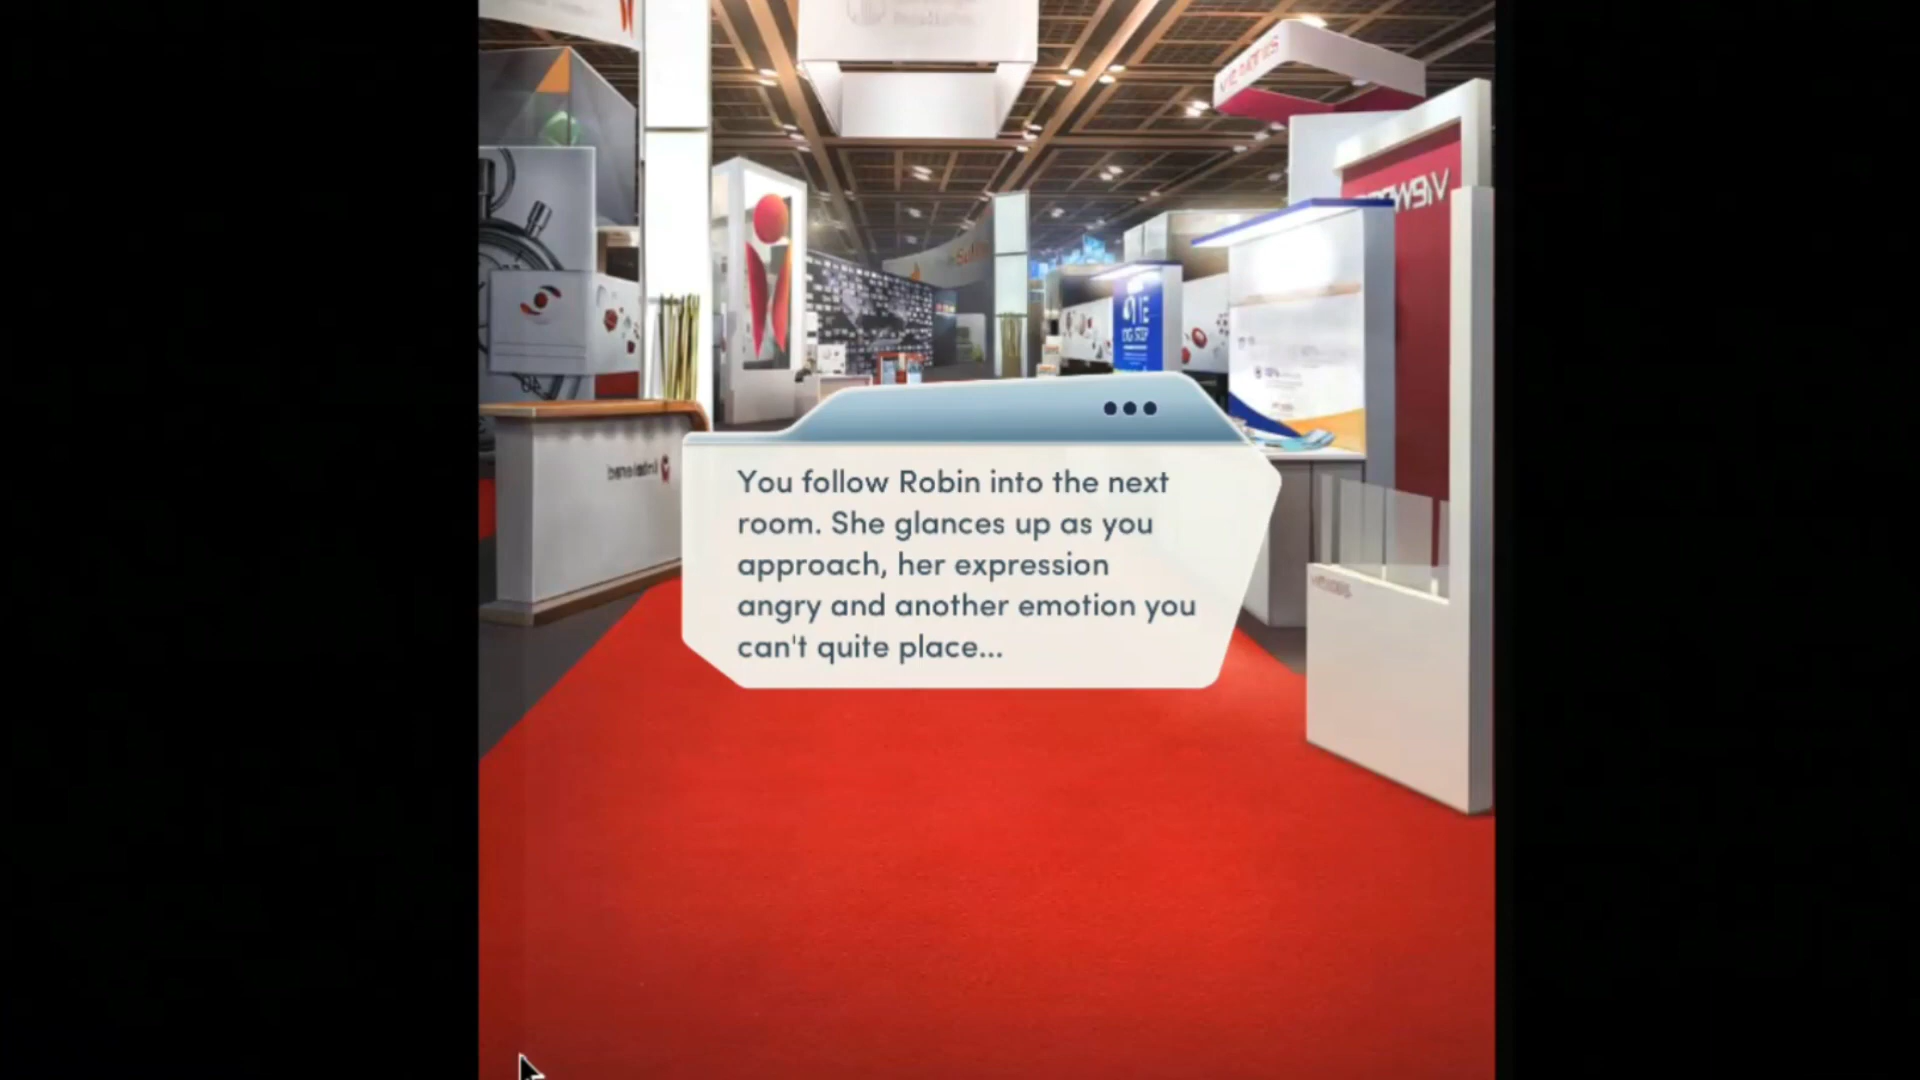 W
You follow Robin into the next
room. She glances up as you
approach, her expression
angry and another emotion you
can't quite place...